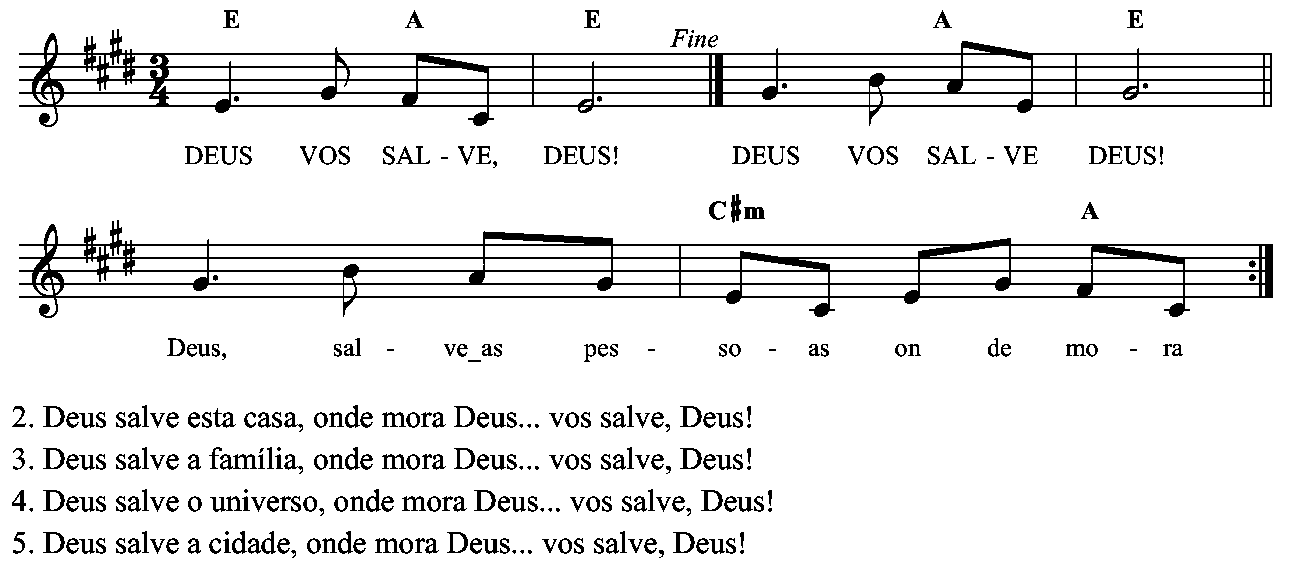 E A E Fine A E
3 4
DEUS VOS SAL - VE, DEUS! DEUS VOS SAL - VE DEUS!
C#m A
Deus, sal - ve_as pes - so - as on de mo - ra
2. Deus salve esta casa, onde mora Deus... vos salve, Deus!
3. Deus salve a família, onde mora Deus... vos salve, Deus!
4. Deus salve o universo, onde mora Deus... vos salve, Deus!
5. Deus salve a cidade, onde mora Deus... vos salve, Deus!